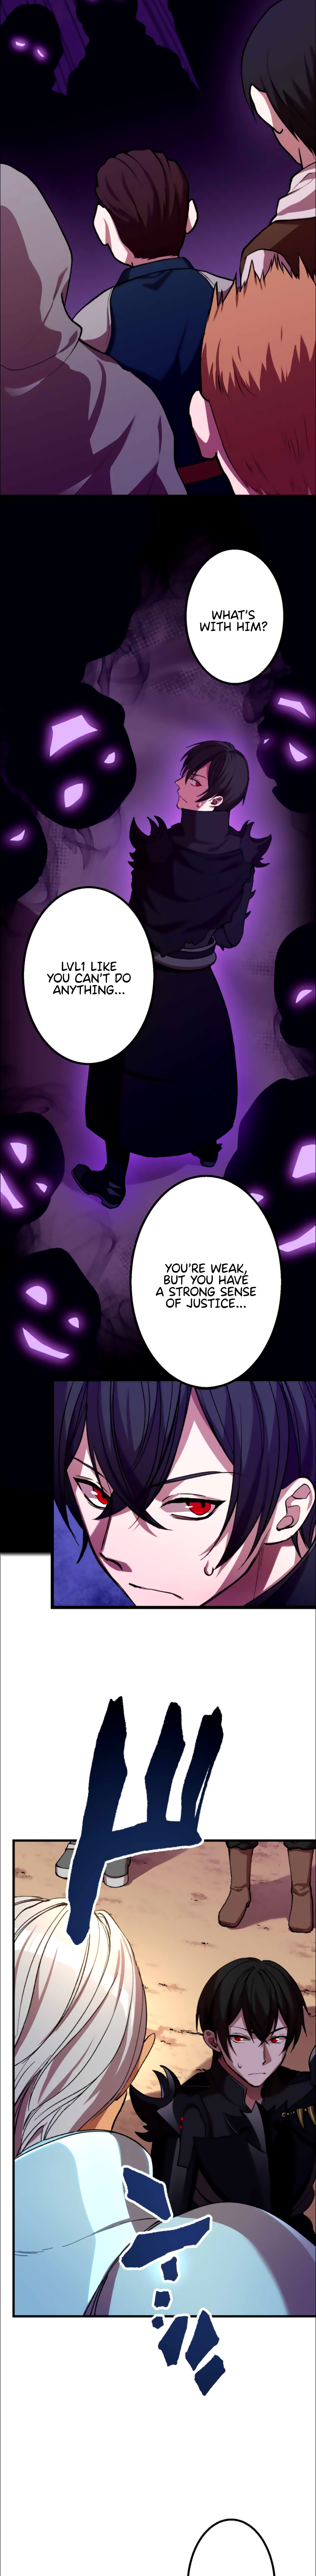 WHAT'S
WITH HIM?
LVL1 LIKE
YOU CAN'T DO
ANYTHING...
YOU'RE WEAK,
BUT YOU HAVE
A STRONG SENSE
OF JUSTICE...